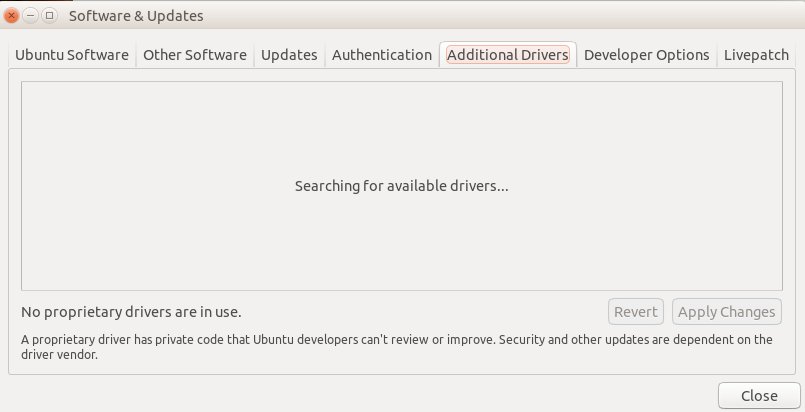 Software & Updates
Ubuntu Software Other Software Updates Authentication Additional Drivers Developer Options Livepatch
Searching for available drivers...
No proprietary drivers are in use. Revert Apply Changes
A proprietary driver has private code that Ubuntu developers can't review or improve. Security and other updates are dependent on the
driver vendor.
Close